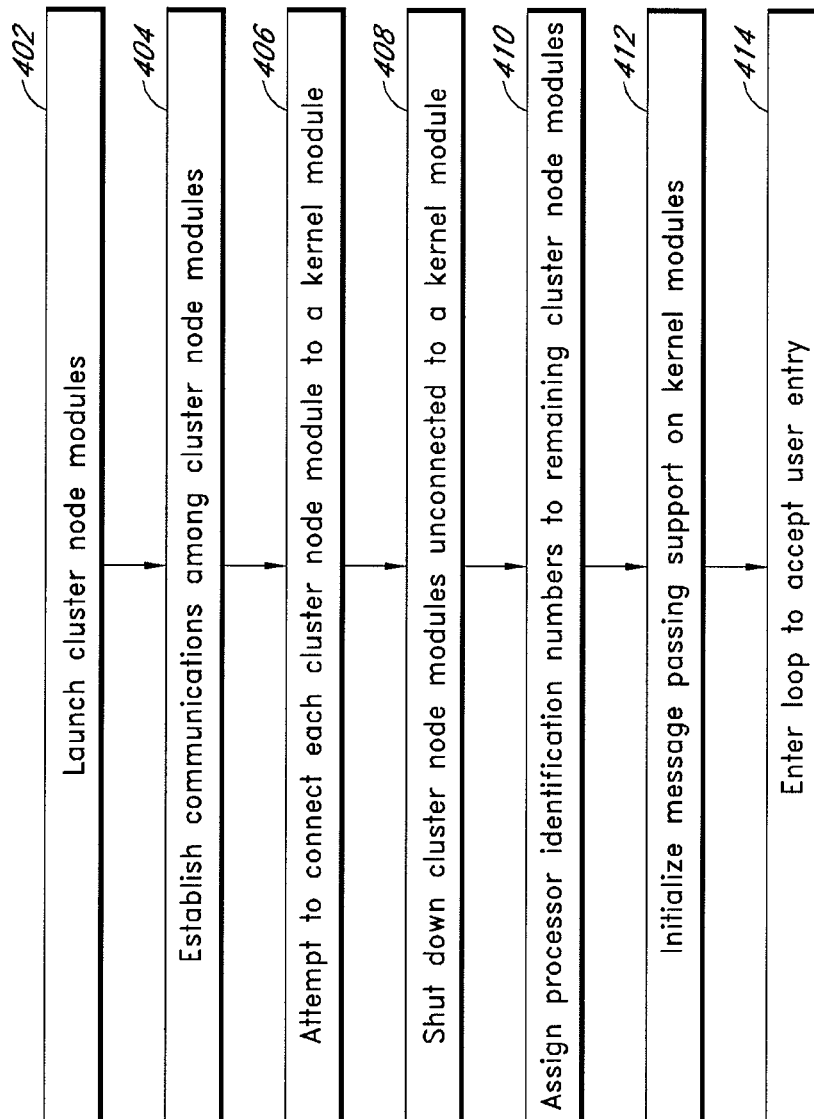 402
Launch cluster node modules
404
Establish communications among cluster node modules
406
Attempt to connect each cluster node module to a kernel module
408
Shut down cluster node modules unconnected to a kernel module
410
Assign processor identification numbers to remaining cluster node modules
412
Initialize message passing support on kernel modules
414
Enter loop to accept user entry